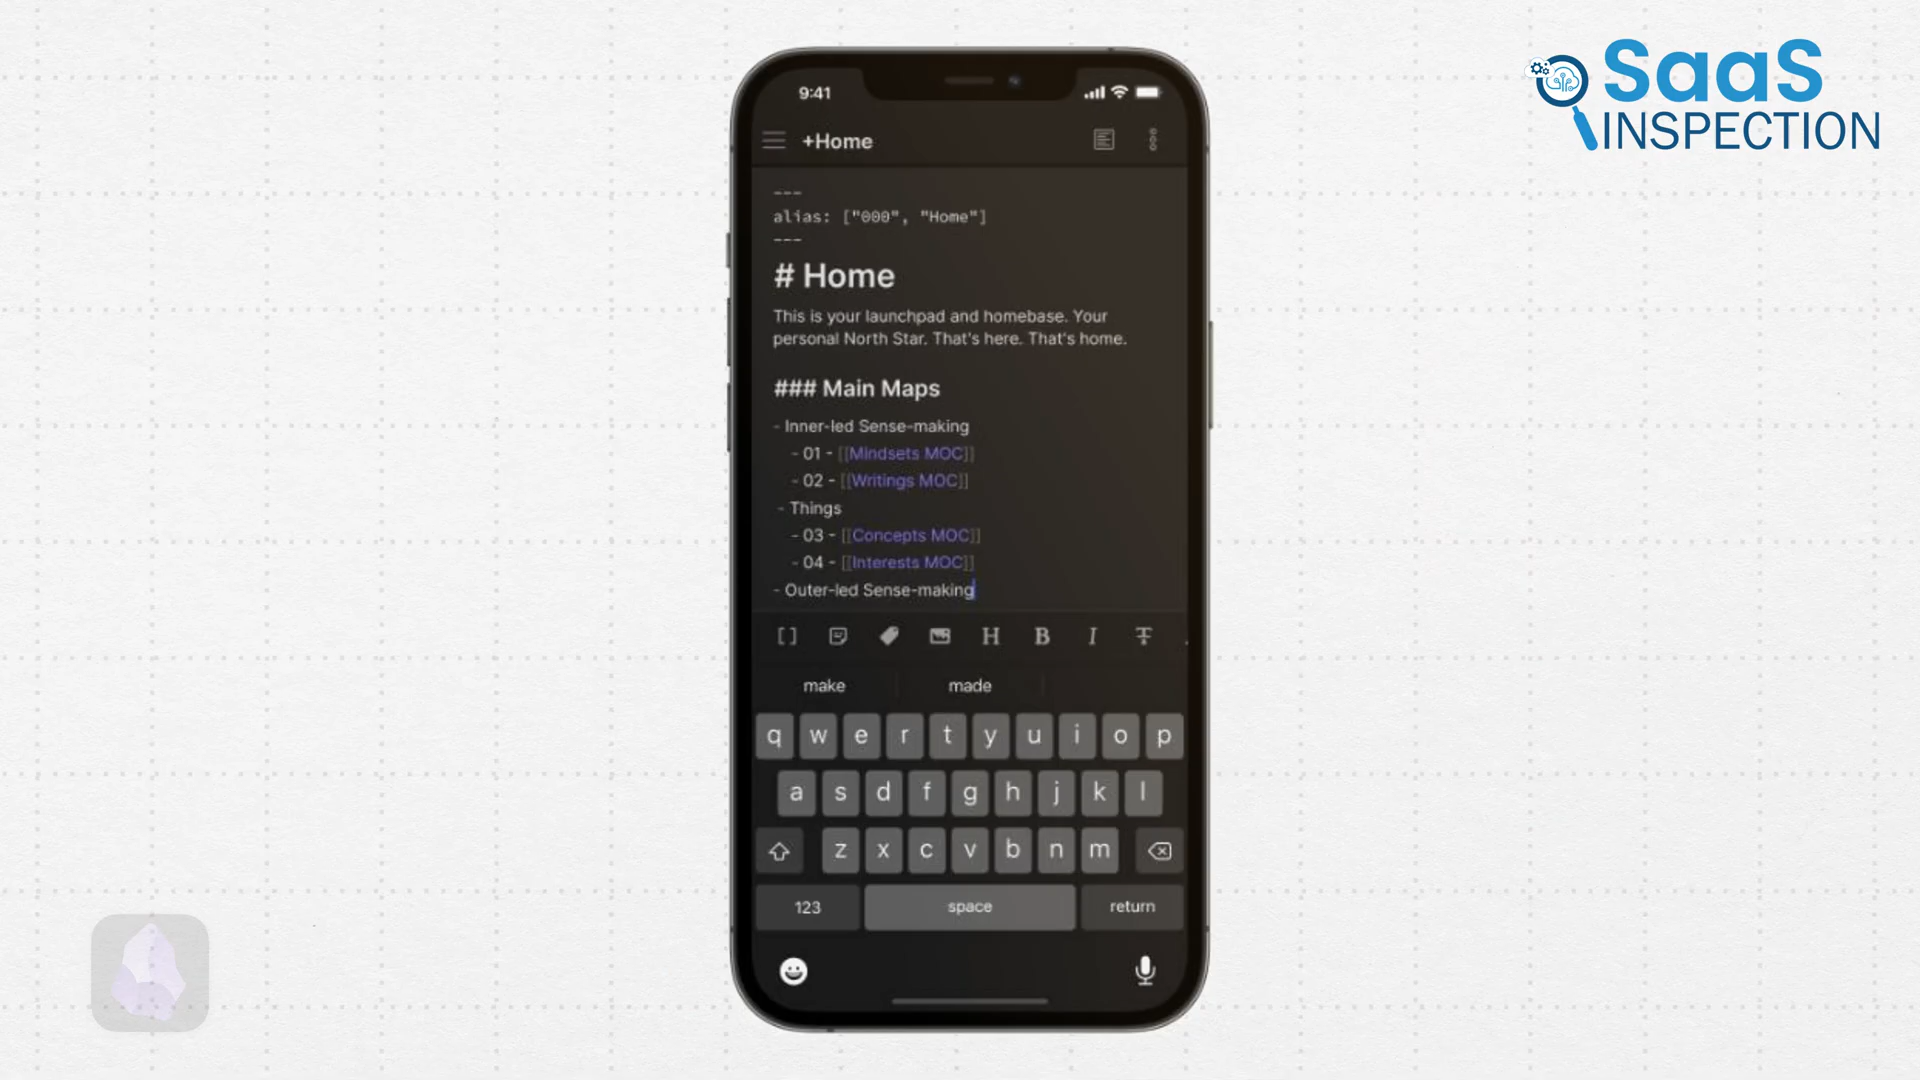 SaaS
INSPECTION
9:41
+Home
---
alias: ["000", "Home"]
---
# Home
This is your launchpad and homebase. Your
personal North Star. That's here. That's home.
### Main Maps
- Inner-led Sense-making
- 01 - [[Mindsets MOC]]
- 02 - [[Writings MOC]]
- Things
- 03 - [[Concepts MOC]]
- 04 - [[Interests MOC]]
- Outer-led Sense-making
[] H B I T
make made
q w e r t y u i o p
a s d f g h j k l
z x c v b n m
123 space return